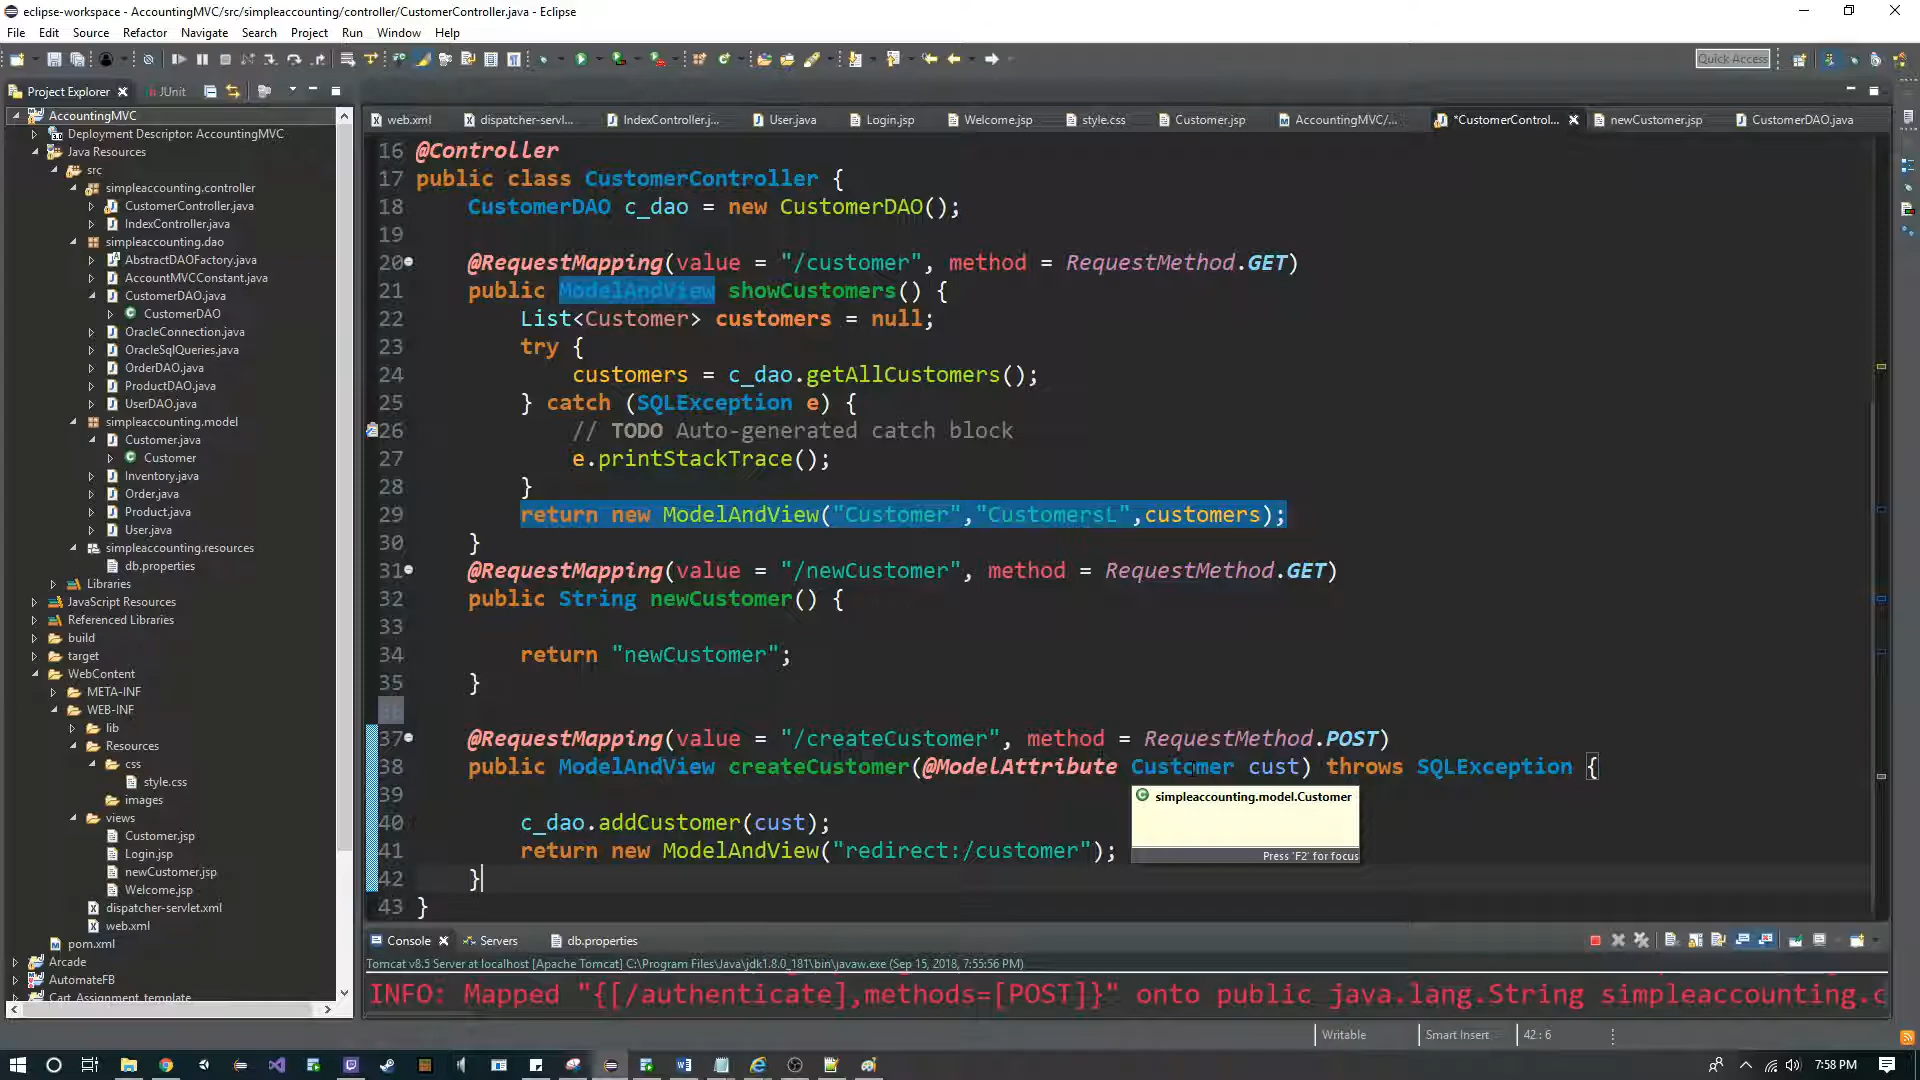 eclipse-workspace - AccountingMVC/src/simpleaccounting/controller/CustomerController.java - Eclipse
File Edit Source Refactor Navigate Search Project Run Window Help
Quick Access
Project Explorer JUnit
web.xml dispatcher-servl... IndexController.j... User.java Login.jsp Welcome.jsp style.css Customer.jsp AccountingMVC/... *CustomerControl... newCustomer.jsp CustomerDAO.java
AccountingMVC
Deployment Descriptor: AccountingMVC
Java Resources
src
simpleaccounting.controller
CustomerController.java
IndexController.java
simpleaccounting.dao
AbstractDAOFactory.java
AccountMVCConstant.java
CustomerDAO.java
CustomerDAO
OracleConnection.java
OracleSqlQueries.java
OrderDAO.java
ProductDAO.java
UserDAO.java
simpleaccounting.model
Customer.java
Customer
Inventory.java
Order.java
Product.java
User.java
simpleaccounting.resources
db.properties
Libraries
JavaScript Resources
Referenced Libraries
build
target
WebContent
META-INF
WEB-INF
lib
Resources
css
style.css
images
views
Customer.jsp
Login.jsp
newCustomer.jsp
Welcome.jsp
dispatcher-servlet.xml
web.xml
pom.xml
Arcade
AutomateFB
Cart_Assignment_template
16 @Controller
17 public class CustomerController {
18 CustomerDAO c_dao = new CustomerDAO();
19
20 @RequestMapping(value = "/customer", method = RequestMethod.GET)
21 public ModelAndView showCustomers() {
22 List<Customer> customers = null;
23 try {
24 customers = c_dao.getAllCustomers();
25 } catch (SQLException e) {
26 // TODO Auto-generated catch block
27 e.printStackTrace();
28 }
29 return new ModelAndView("Customer","CustomersL",customers);
30 }
31 @RequestMapping(value = "/newCustomer", method = RequestMethod.GET)
32 public String newCustomer() {
33
34 return "newCustomer";
35 }
37 @RequestMapping(value = "/createCustomer", method = RequestMethod.POST)
38 public ModelAndView createCustomer(@ModelAttribute Customer cust) throws SQLException {
39
40 c_dao.addCustomer(cust);
41 return new ModelAndView("redirect:/customer");
42 }
43 }
simpleaccounting.model.Customer
Press 'F2' for focus
Console Servers db.properties
Tomcat v8.5 Server at localhost [Apache Tomcat] C:\Program Files\Java\jdk1.8.0_181\bin\javaw.exe (Sep 15, 2018, 7:55:56 PM)
INFO: Mapped "{[/authenticate],methods=[POST]}" onto public java.lang.String simpleaccounting.c
Writable Smart Insert 42 : 6
7:58 PM